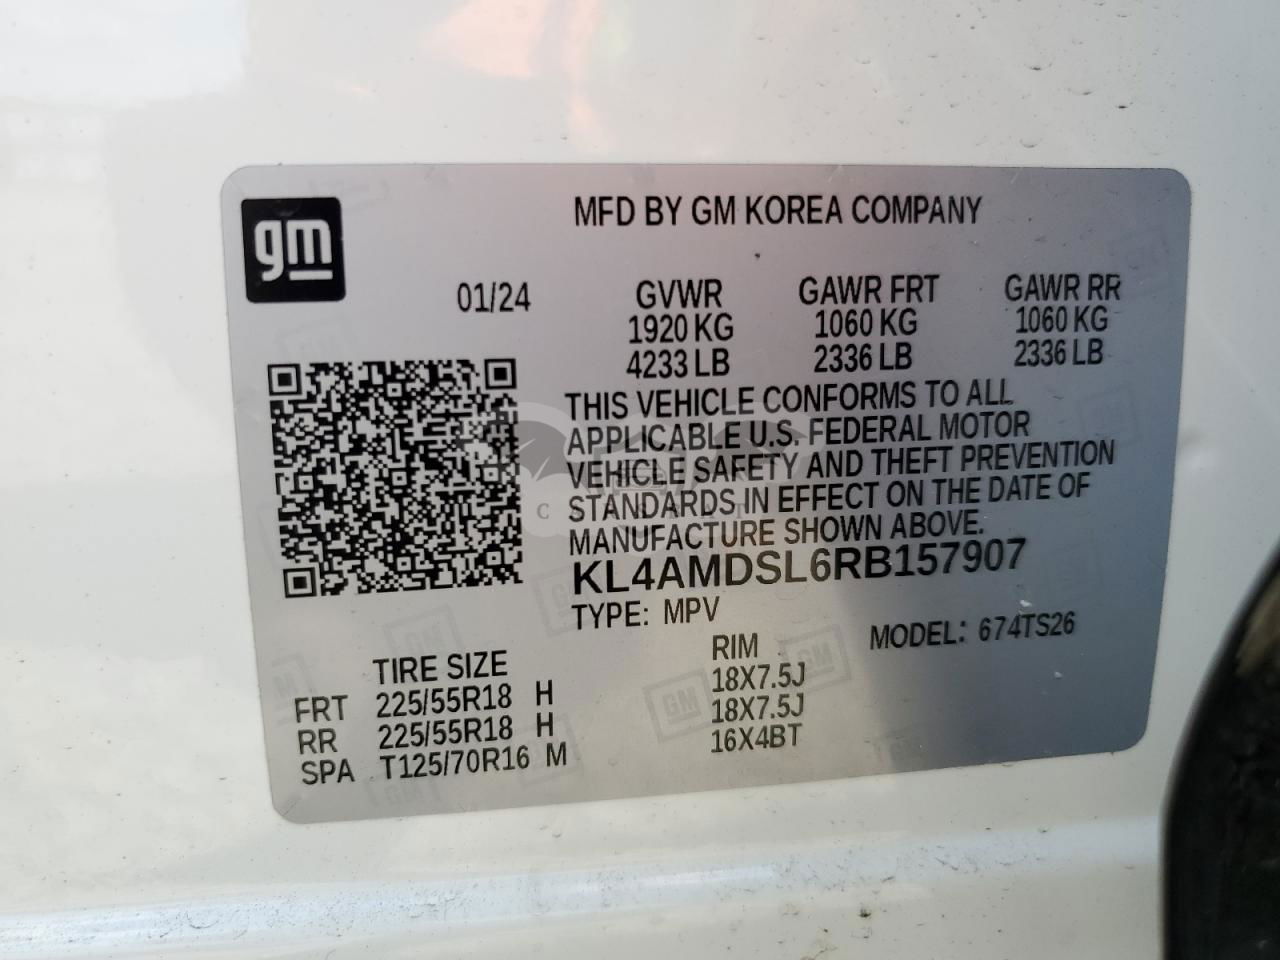 gm
MFD BY GM KOREA COMPANY
01/24 GVWR GAWR FRT GAWR RR
1920 KG 1060 KG 1060 KG
4233 LB 2336 LB 2336 LB
THIS VEHICLE CONFORMS TO ALL
APPLICABLE U.S. FEDERAL MOTOR
VEHICLE SAFETY AND THEFT PREVENTION
STANDARDS IN EFFECT ON THE DATE OF
MANUFACTURE SHOWN ABOVE.
KL4AMDSL6RB157907
TYPE: MPV MODEL: 674TS26
TIRE SIZE RIM
FRT 225/55R18 H 18X7.5J
RR 225/55R18 H 18X7.5J
SPA T125/70R16 M 16X4BT